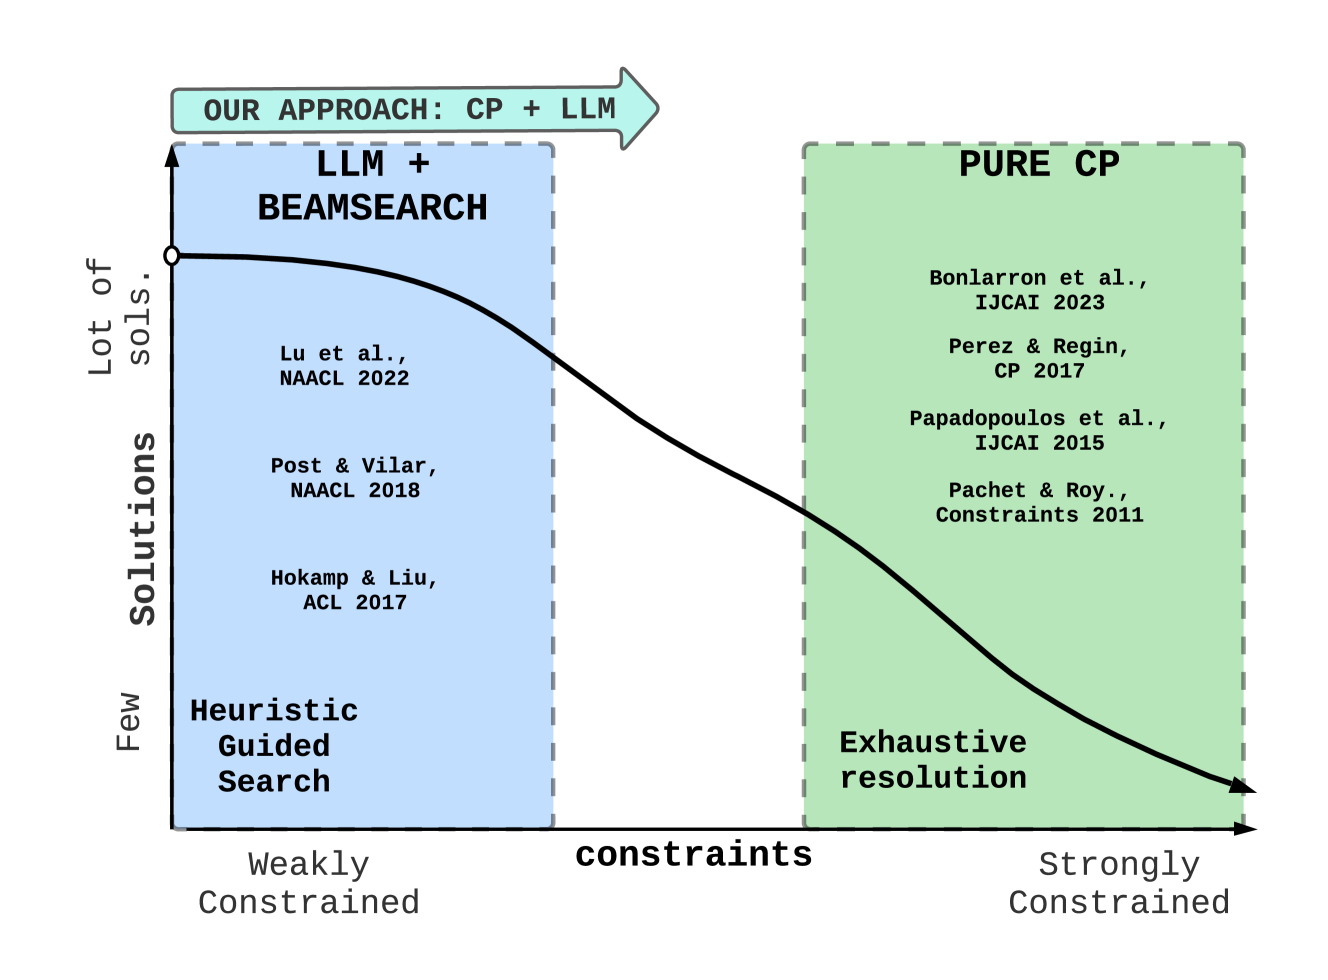 OUR APPROACH: CP + LLM
LLM +
BEAMSEARCH
PURE CP
Lot of
sols.
Solutions
Few
Lu et al.,
NAACL 2022
Post & Vilar,
NAACL 2018
Hokamp & Liu,
ACL 2017
Heuristic
Guided
Search
Bonlarron et al.,
IJCAI 2023
Perez & Regin,
CP 2017
Papadopoulos et al.,
IJCAI 2015
Pachet & Roy.,
Constraints 2011
Exhaustive
resolution
Weakly
Constrained
constraints
Strongly
Constrained